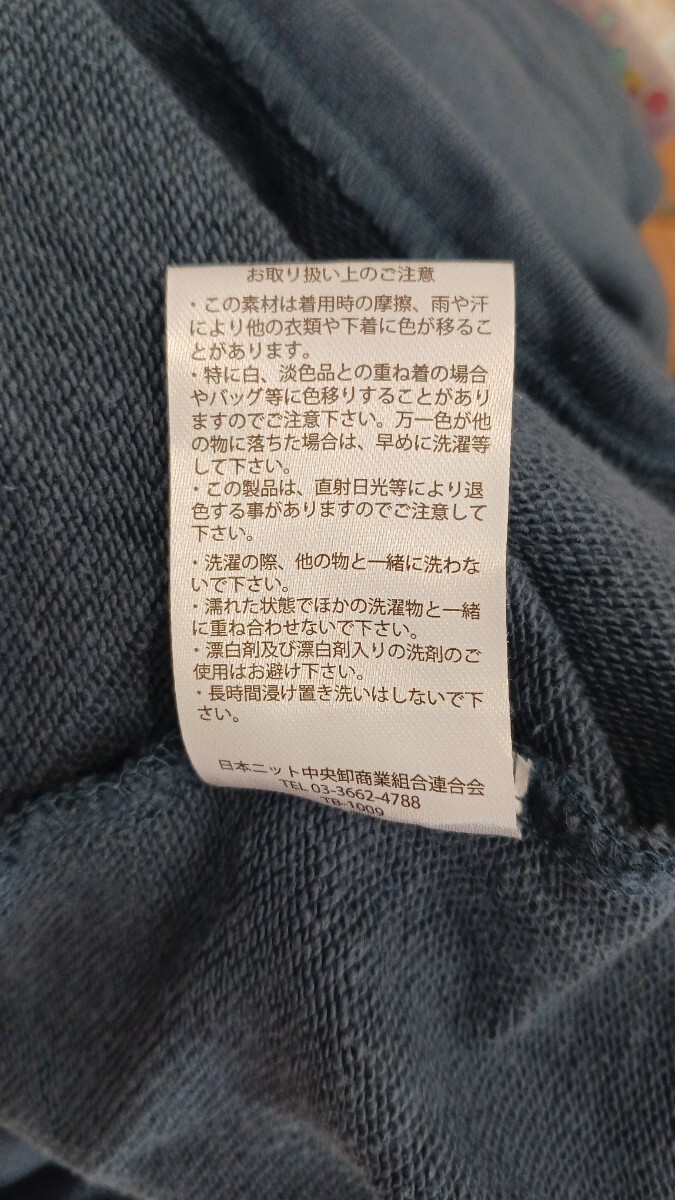 お取り扱い上のご注意
・この素材は着用時の摩擦、雨や汗
により他の衣類や下着に色が移るこ
とがあります。
・特に白、淡色品との重ね着の場合
やバッグ等に色移りすることがあり
ますのでご注意下さい。万一色が他
の物に落ちた場合は、早めに洗濯等
して下さい。
・この製品は、直射日光等により退
色する事がありますのでご注意して
下さい。
・洗濯の際、他の物と一緒に洗わな
いで下さい。
・濡れた状態でほかの洗濯物と一緒
に重ね合わせないで下さい。
・漂白剤及び漂白剤入りの洗剤のご
使用はお避け下さい。
・長時間浸け置き洗いはしないで下
さい。
日本ニット中央卸商業組合連合会
TEL 03-3662-4788
TB-1009